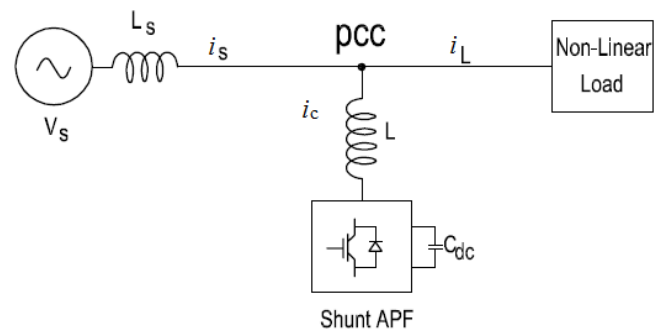 Ls
is
pcc
iL
Non-Linear
Load
Vs
ic
L
Cdc
Shunt APF